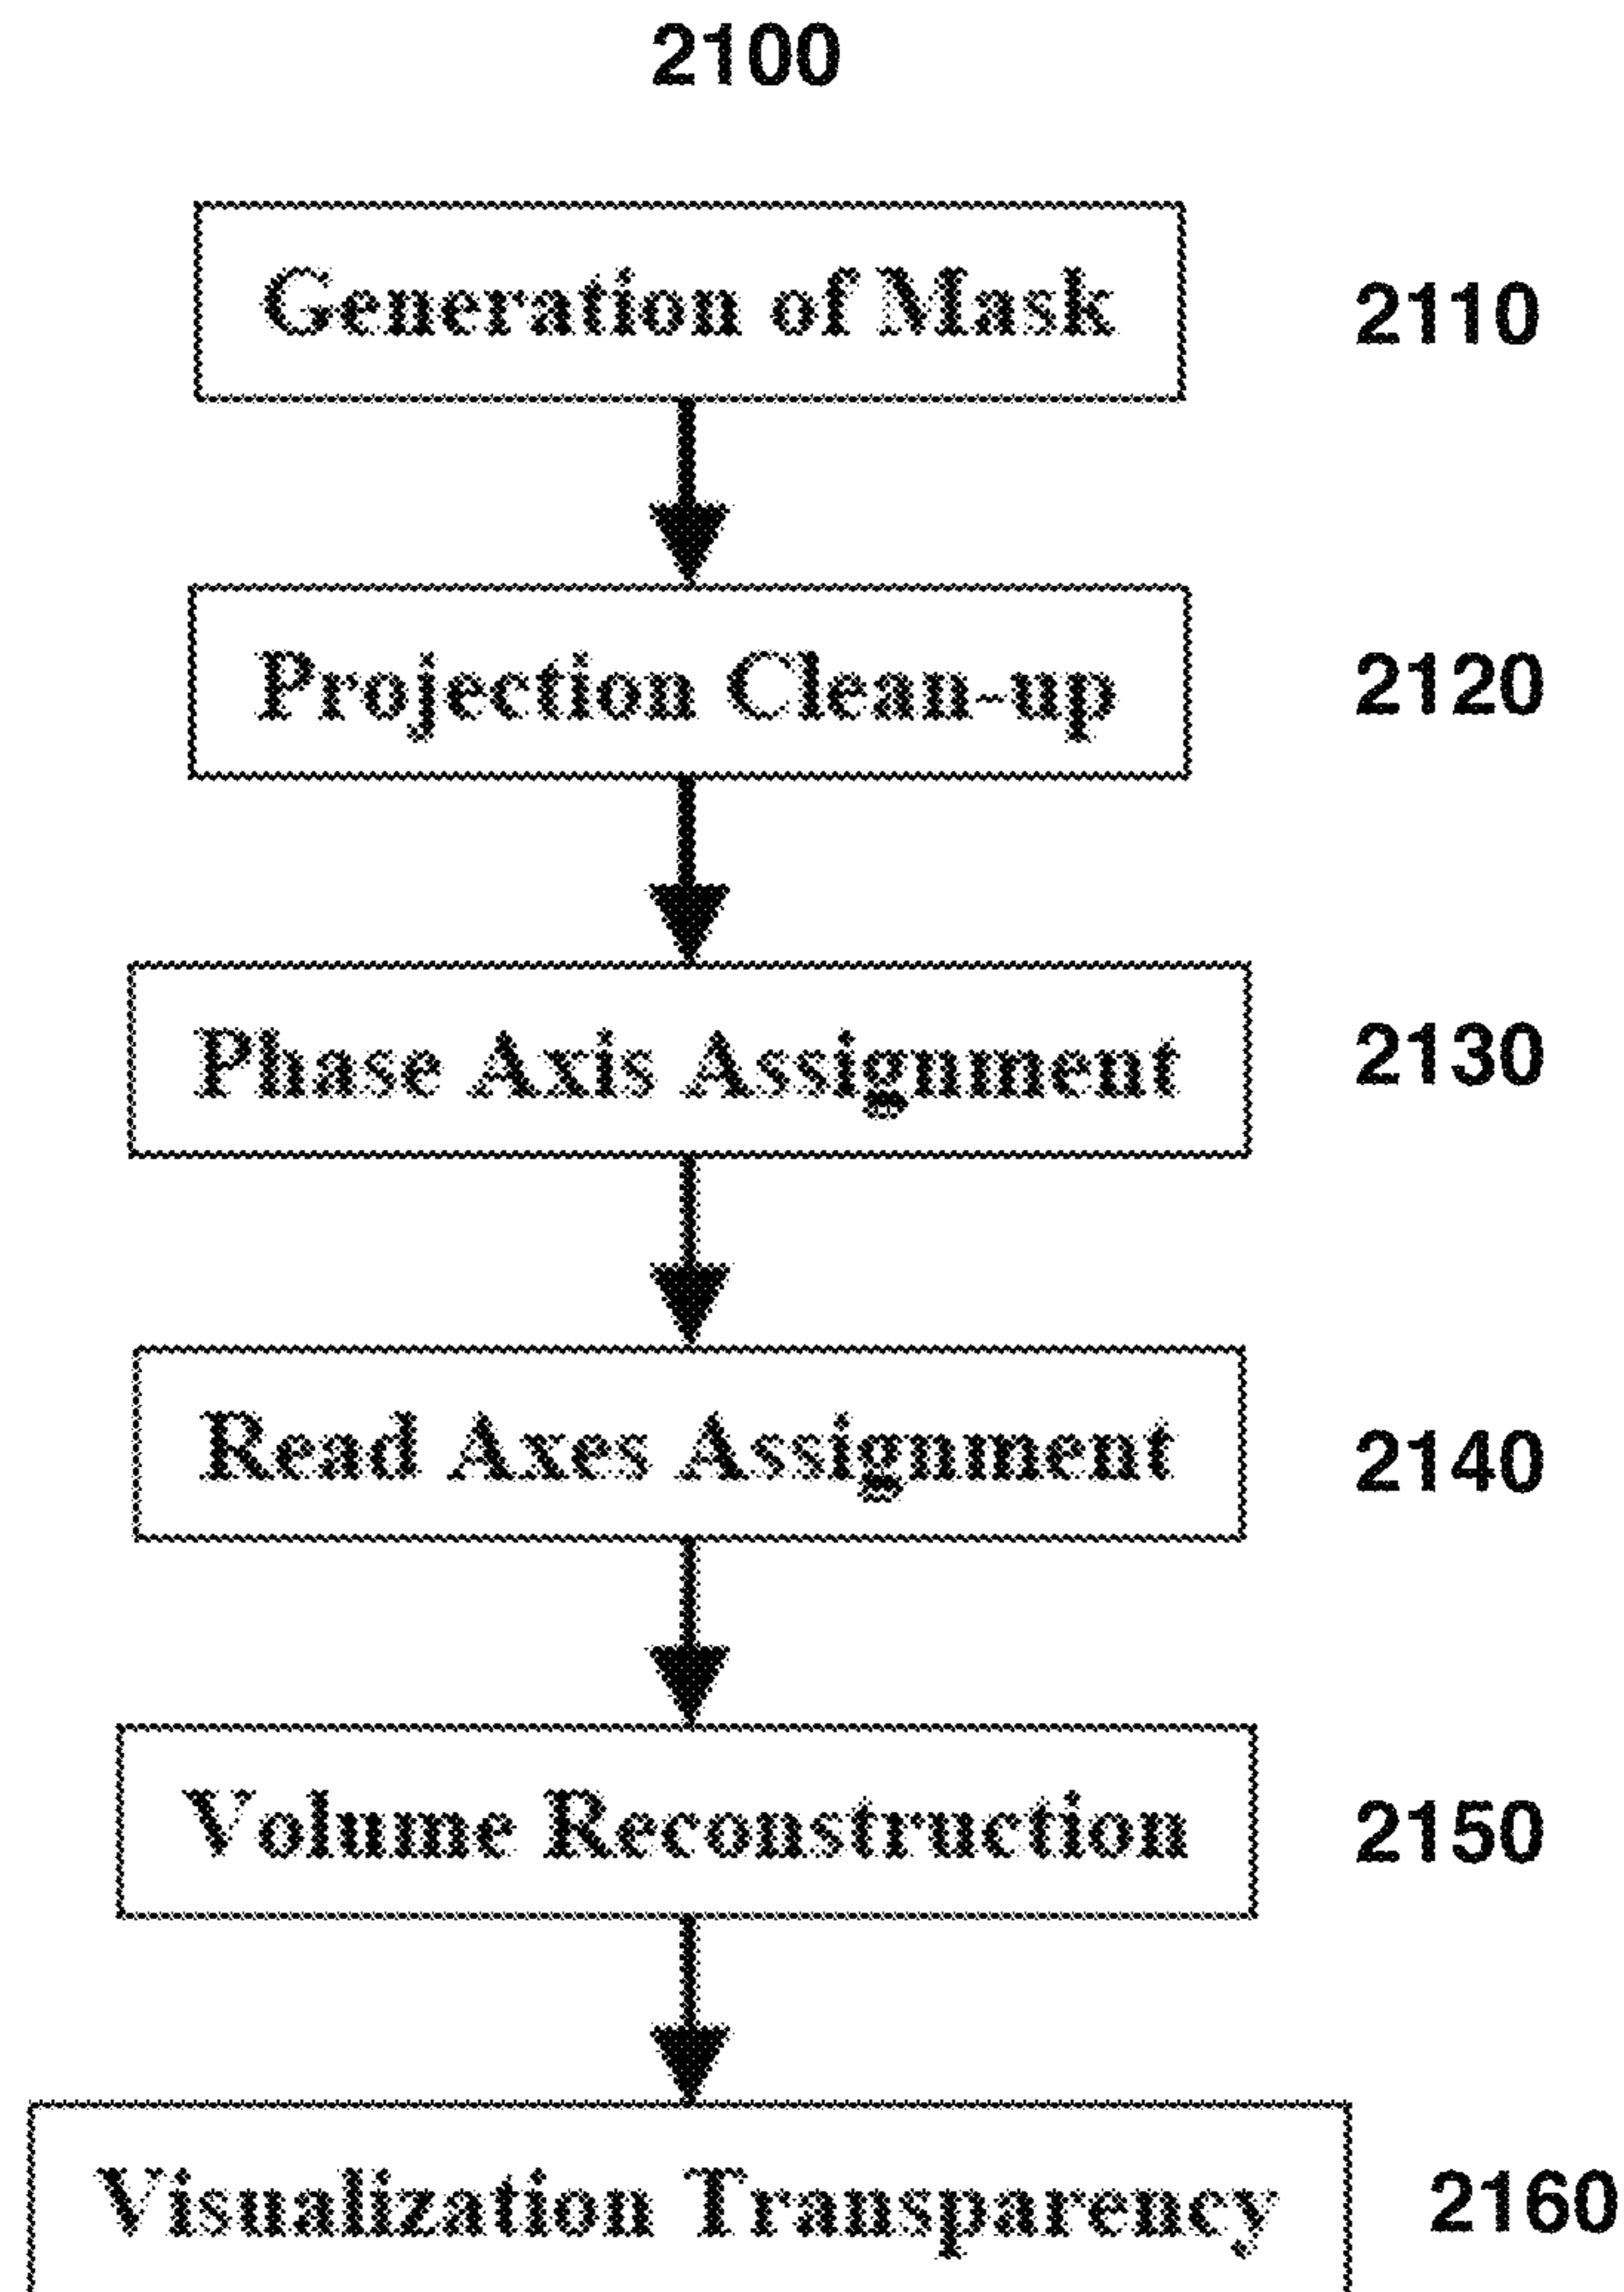 2100
Generation of Mask 2110
Projection Clean-up 2120
Phase Axis Assignment 2130
Read Axes Assignment 2140
Volume Reconstruction 2150
Visualization Transparency 2160